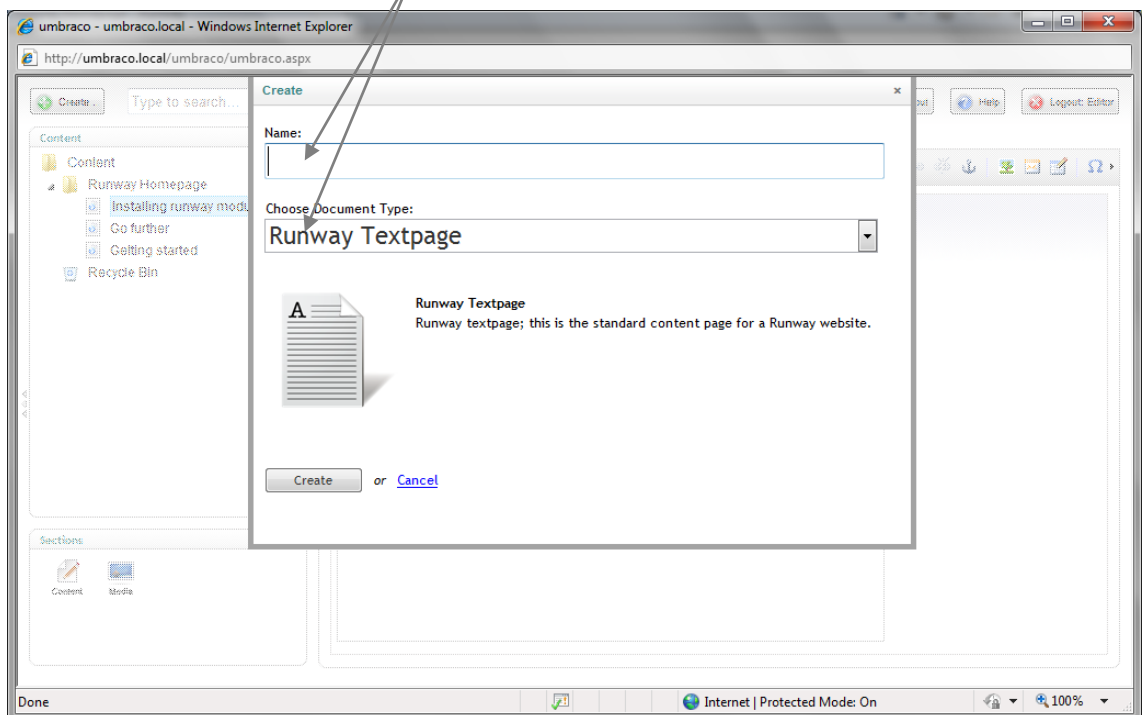 umbraco - umbraco.local - Windows Internet Explorer
http://umbraco.local/umbraco/umbraco.aspx
Create
Type to search...
Create
×
out
Help
Logout: Editor
Content
Content
Runway Homepage
Installing runway modu
Go further
Getting started
Recycle Bin
Name:
Choose Document Type:
Runway Textpage
A
Runway Textpage
Runway textpage; this is the standard content page for a Runway website.
Create or Cancel
Sections
Content Media
Ω
Done
Internet | Protected Mode: On
100%